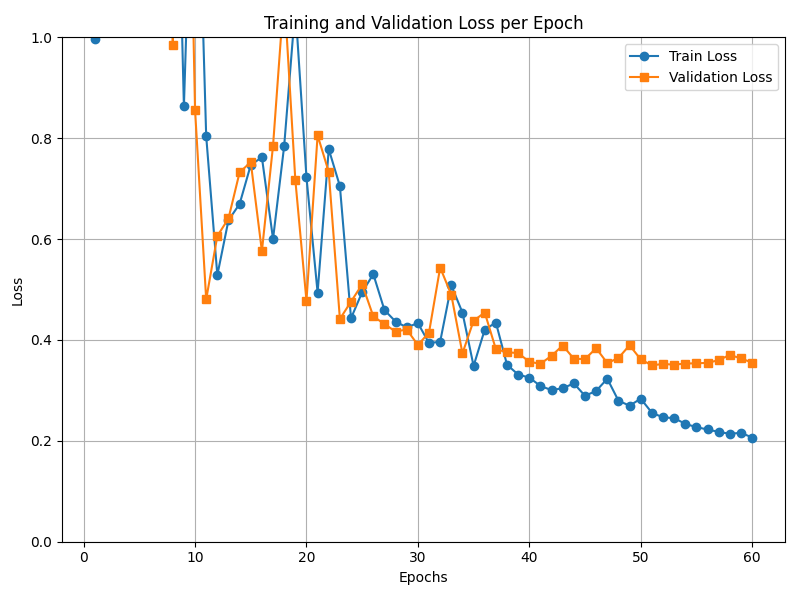 Training and Validation Loss per Epoch
Train Loss
Validation Loss
1.0
0.8
0.6
0.4
0.2
0.0
Loss
0
10
20
30
40
50
60
Epochs